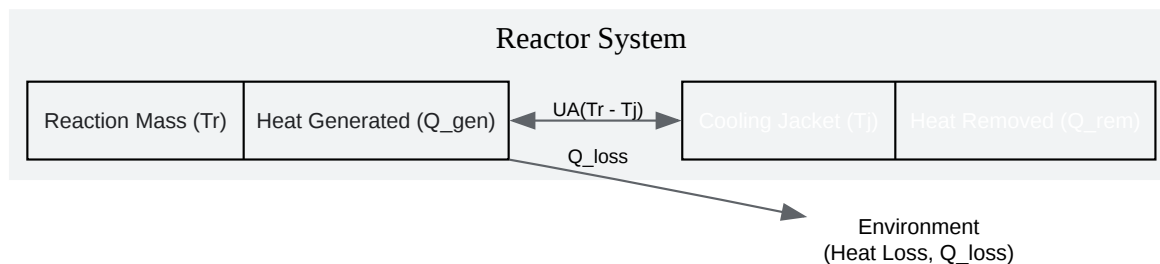 Reactor System
Reaction Mass (Tr)
Heat Generated (Q_gen)
UA(Tr - Tj)
Cooling Jacket (Tj)
Heat Removed (Q_rem)
Q_loss
Environment
(Heat Loss, Q_loss)